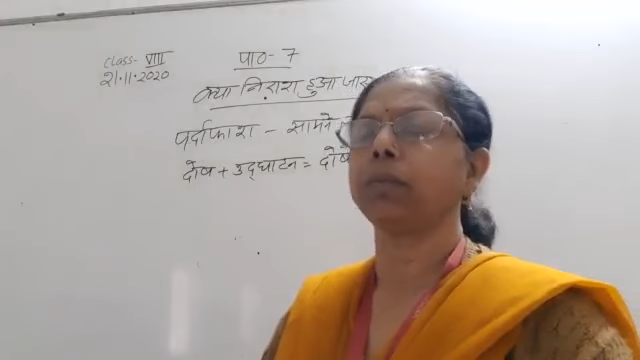 Class- VIII
21.11.2020
पाठ - 7
क्या निराश हुआ
पर्दाफाश - सामने
दोष + उद्घाटन =